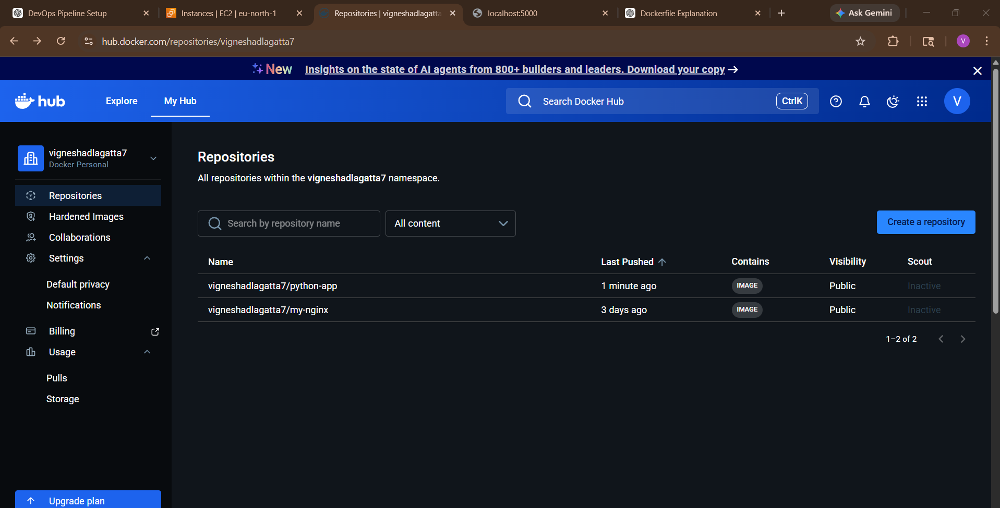 DevOps Pipeline Setup
Instances | EC2 | eu-north-1
Repositories | vigneshadlagatta
localhost:5000
Dockerfile Explanation
Ask Gemini
hub.docker.com/repositories/vigneshadlagatta7
V
New Insights on the state of AI agents from 800+ builders and leaders. Download your copy →
hub
Explore
My Hub
Search Docker Hub
CtrlK
V
vigneshadlagatta7
Docker Personal
Repositories
Hardened Images
Collaborations
Settings
Default privacy
Notifications
Billing
Usage
Pulls
Storage
Upgrade plan
Repositories
All repositories within the vigneshadlagatta7 namespace.
Search by repository name
All content
Create a repository
Name Last Pushed Contains Visibility Scout
vigneshadlagatta7/python-app 1 minute ago IMAGE Public Inactive
vigneshadlagatta7/my-nginx 3 days ago IMAGE Public Inactive
1–2 of 2